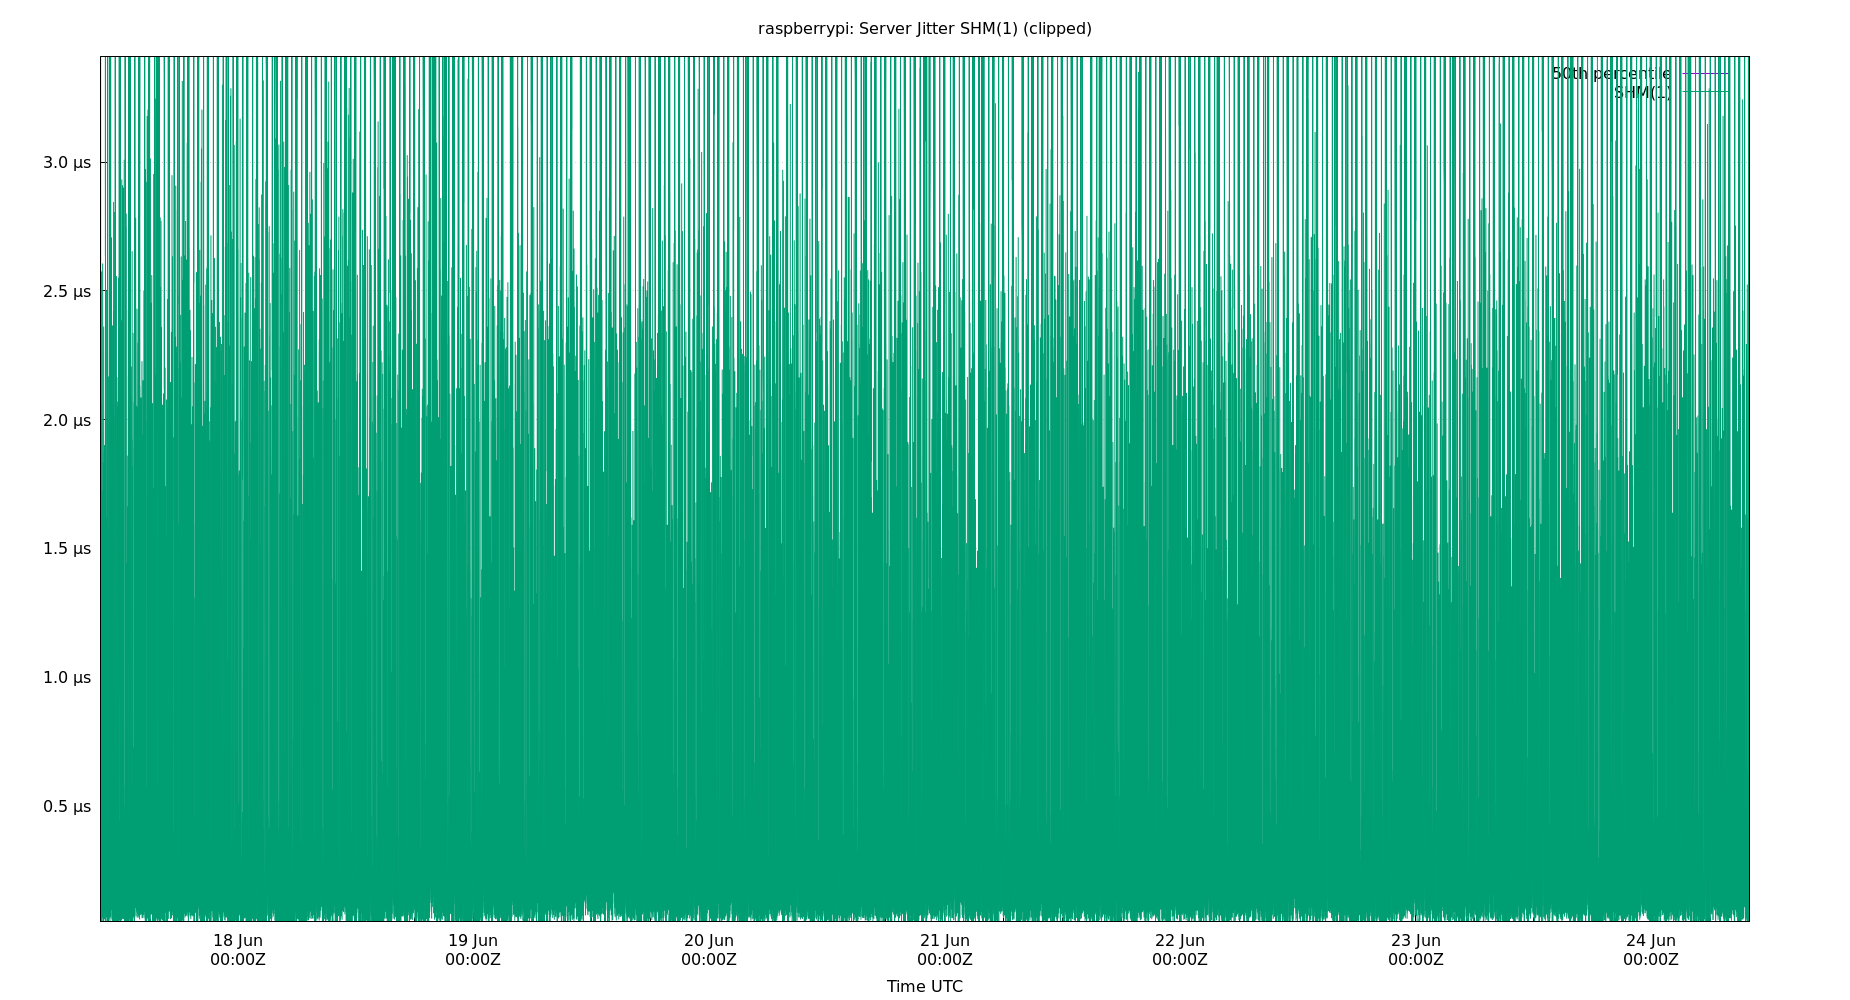 raspberrypi: Server Jitter SHM(1) (clipped)
50th percentile
SHM(1)
3.0 µs
2.5 µs
2.0 µs
1.5 µs
1.0 µs
0.5 µs
18 Jun 19 Jun 20 Jun 21 Jun 22 Jun 23 Jun 24 Jun
00:00Z 00:00Z 00:00Z 00:00Z 00:00Z 00:00Z 00:00Z
Time UTC